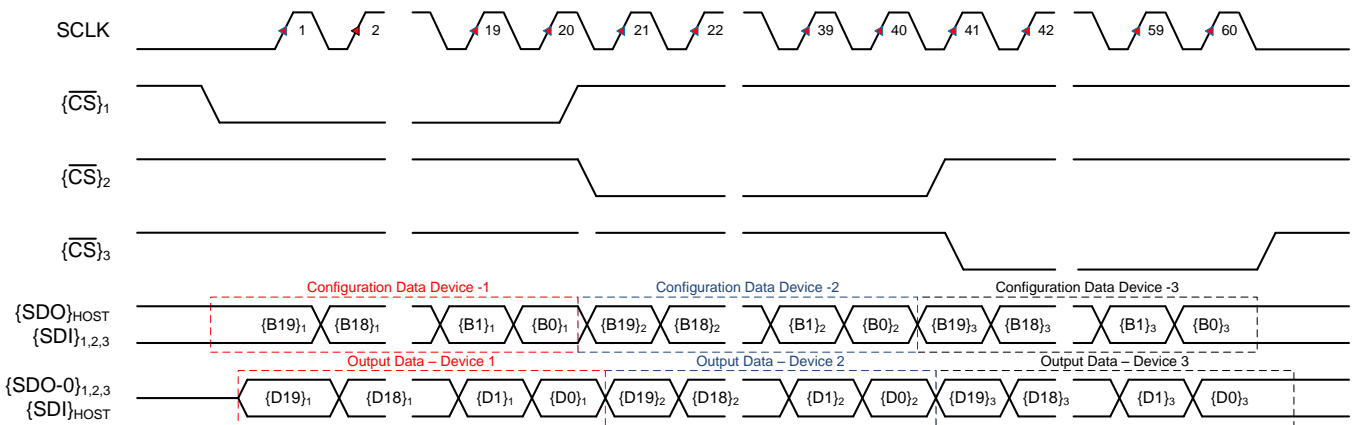 SCLK 1 2 19 20 21 22 39 40 41 42 59 60
{C̅S̅}₁
{C̅S̅}₂
{C̅S̅}₃
Configuration Data Device -1 Configuration Data Device -2 Configuration Data Device -3
{SDO}HOST
{SDI}1,2,3
{B19}₁ {B18}₁ {B1}₁ {B0}₁ {B19}₂ {B18}₂ {B1}₂ {B0}₂ {B19}₃ {B18}₃ {B1}₃ {B0}₃
Output Data – Device 1 Output Data – Device 2 Output Data – Device 3
{SDO-0}1,2,3
{SDI}HOST
{D19}₁ {D18}₁ {D1}₁ {D0}₁ {D19}₂ {D18}₂ {D1}₂ {D0}₂ {D19}₃ {D18}₃ {D1}₃ {D0}₃